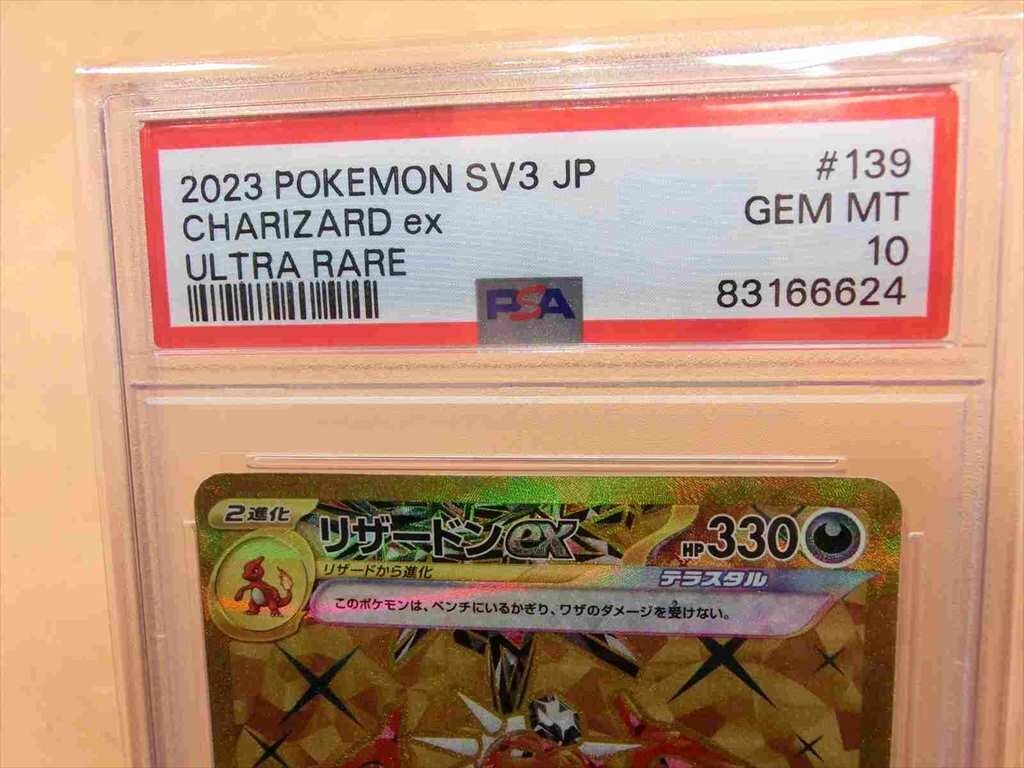 2023 POKEMON SV3 JP #139
CHARIZARD ex GEM MT
ULTRA RARE 10
83166624
PSA
2進化
リザードンex HP330
リザードから進化
テラスタル
このポケモンは、ベンチにいるかぎり、ワザのダメージを受けない。